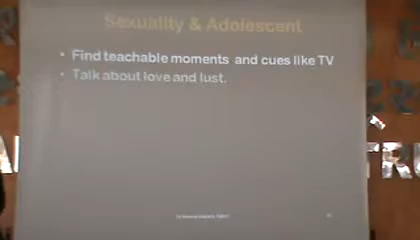 Sexuality & Adolescent
• Find teachable moments and cues like TV
• Talk about love and lust.